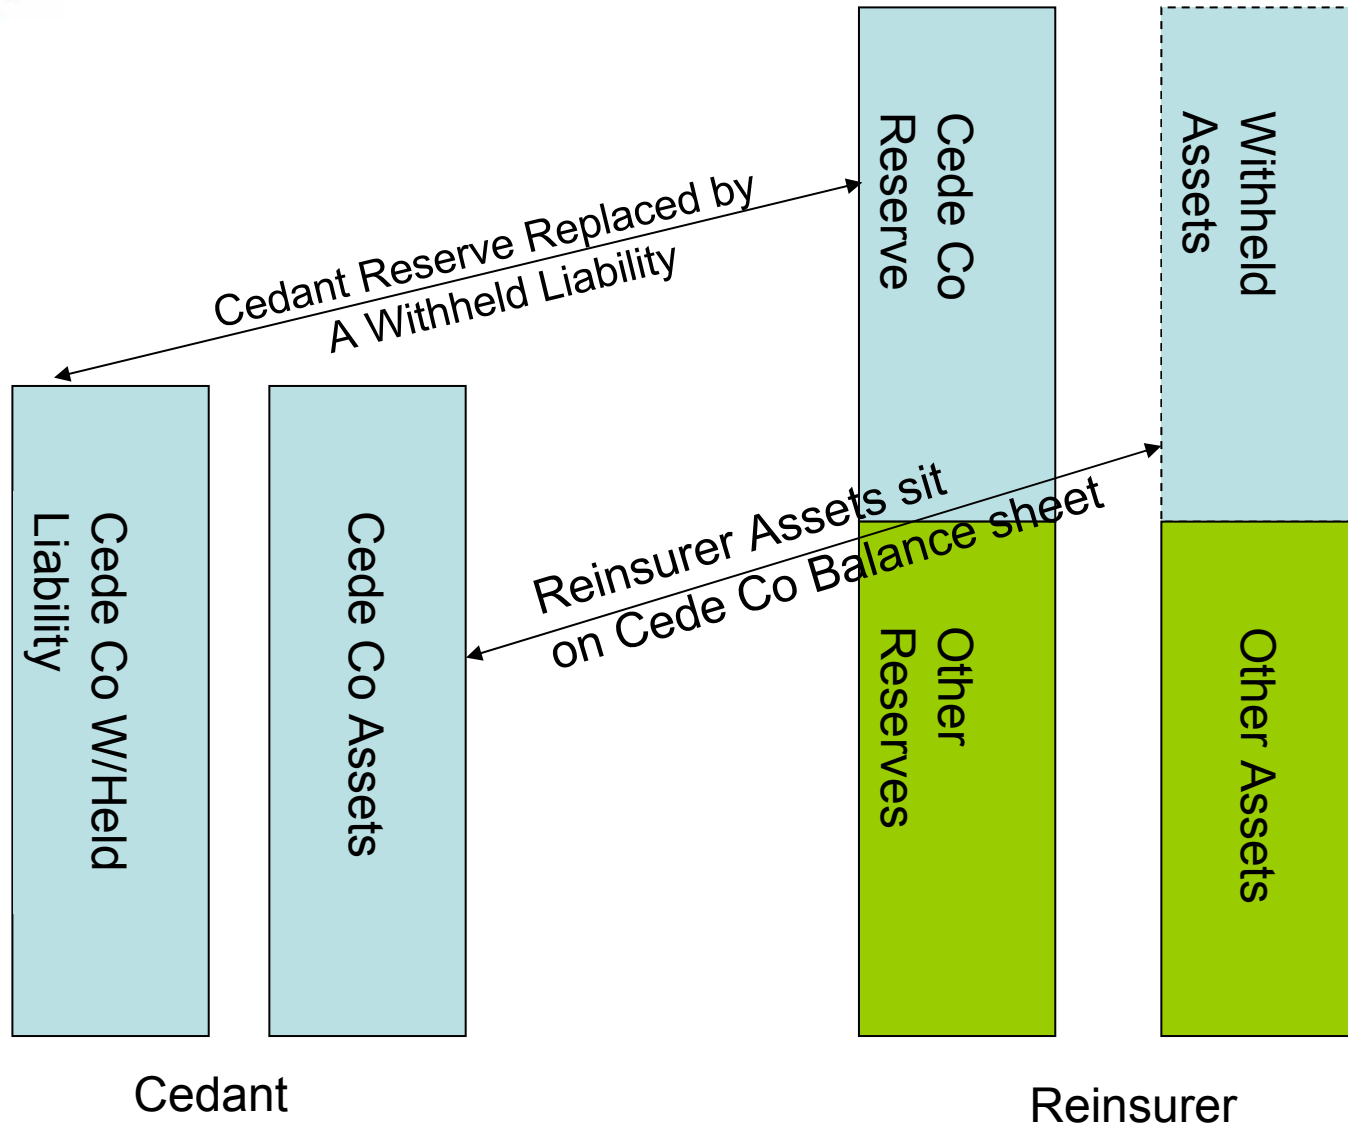 Cede Co
Reserve
Withheld
Assets
Cedant Reserve Replaced by
A Withheld Liability
Cede Co W/Held
Liability
Cede Co Assets
Reinsurer Assets sit
on Cede Co Balance sheet
Other
Reserves
Other Assets
Cedant
Reinsurer